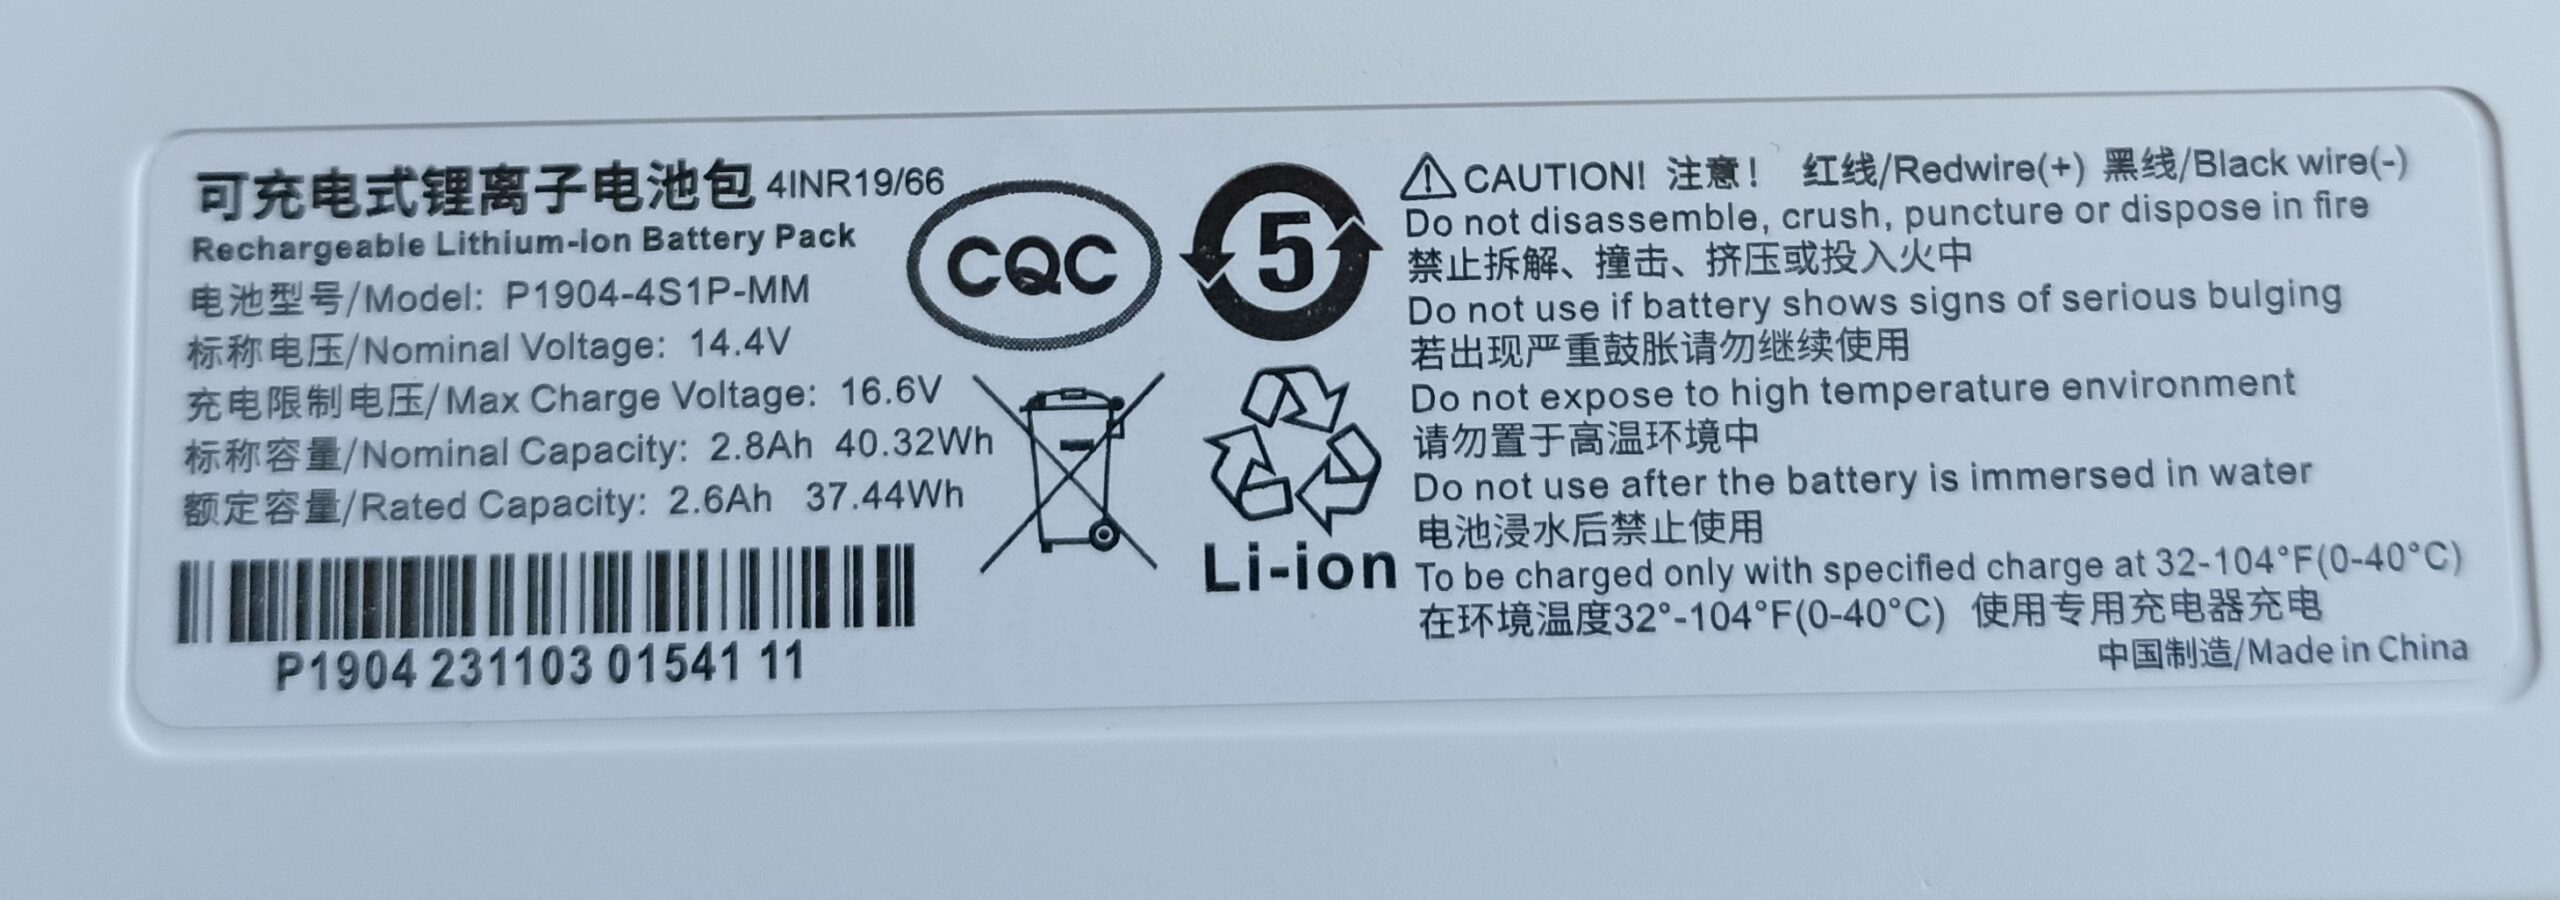 可充电式锂离子电池包 4INR19/66
Rechargeable Lithium-ion Battery Pack
电池型号/Model: P1904-4S1P-MM
标称电压/Nominal Voltage: 14.4V
充电限制电压/Max Charge Voltage: 16.6V
标称容量/Nominal Capacity: 2.8Ah 40.32Wh
额定容量/Rated Capacity: 2.6Ah 37.44Wh
P1904 231103 01541 11
CQC
5
Li-ion
CAUTION! 注意！ 红线/Redwire(+) 黑线/Black wire(-)
Do not disassemble, crush, puncture or dispose in fire
禁止拆解、撞击、挤压或投入火中
Do not use if battery shows signs of serious bulging
若出现严重鼓胀请勿继续使用
Do not expose to high temperature environment
请勿置于高温环境中
Do not use after the battery is immersed in water
电池浸水后禁止使用
To be charged only with specified charge at 32-104°F(0-40°C)
在环境温度32°-104°F(0-40°C) 使用专用充电器充电
中国制造/Made in China